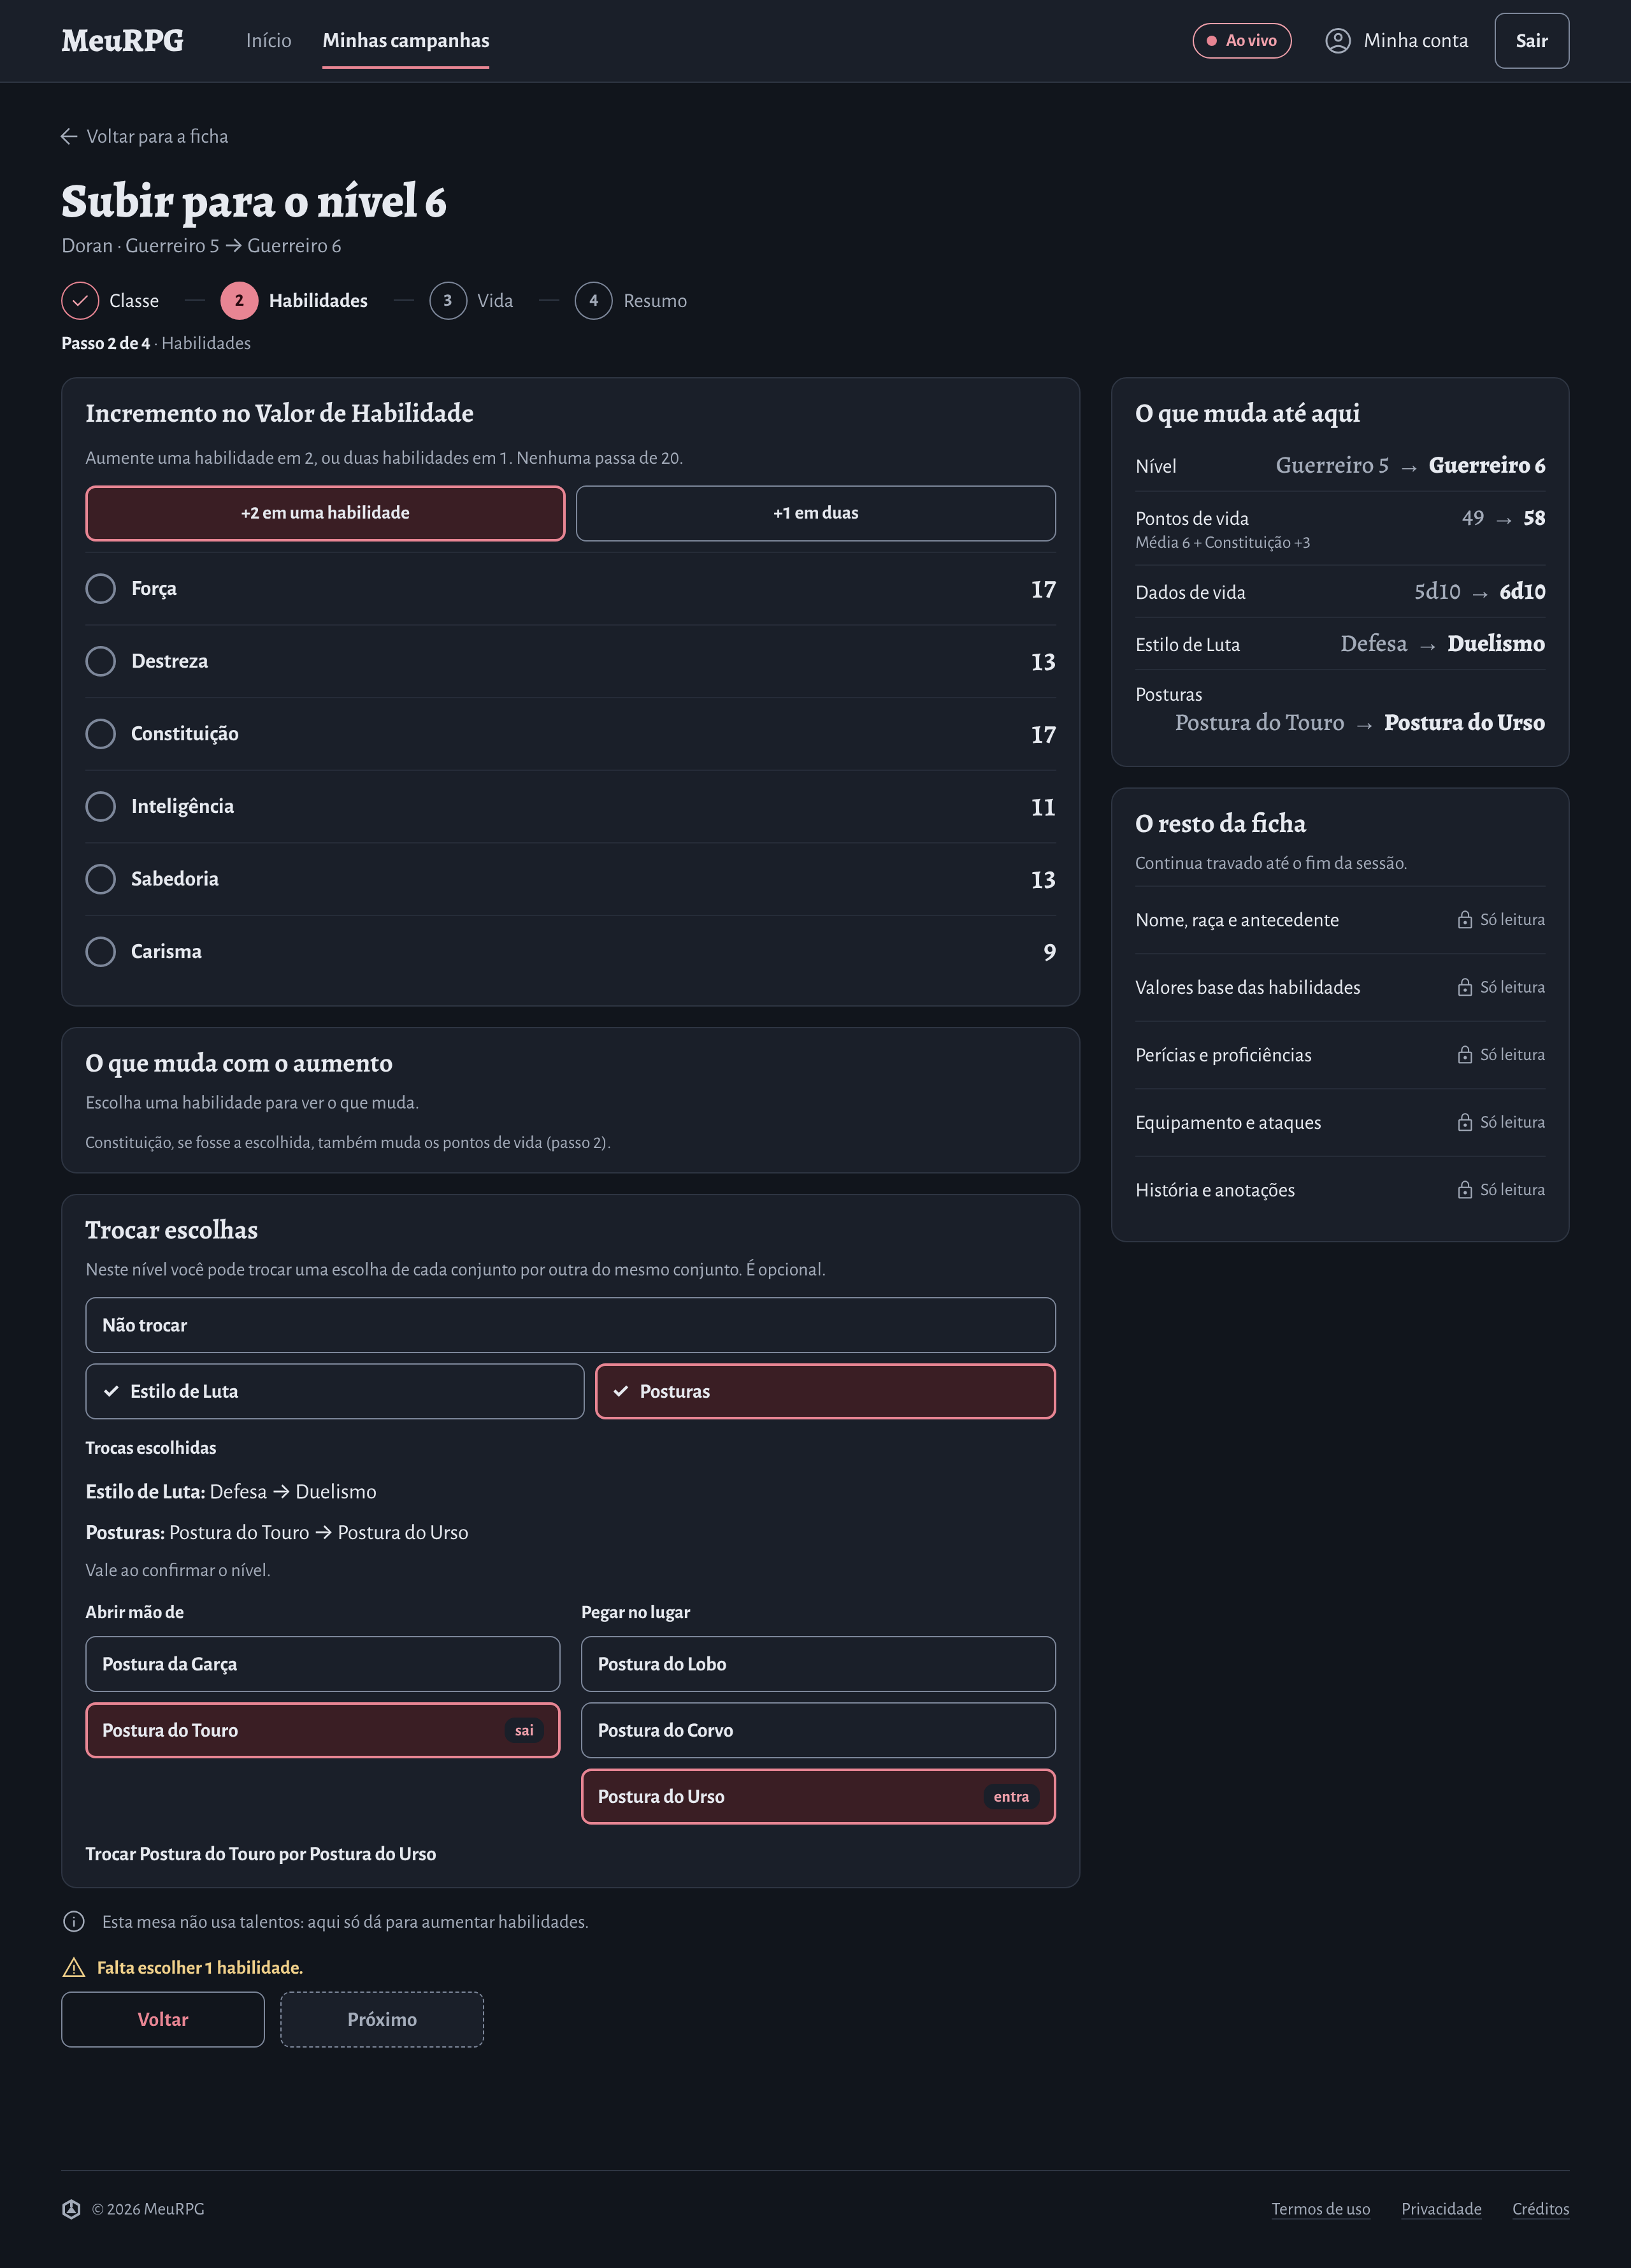 MeuRPG
Início
Minhas campanhas
Ao vivo
Minha conta
Sair
Voltar para a ficha
Subir para o nível 6
Doran · Guerreiro 5 → Guerreiro 6
Classe
2 Habilidades
3 Vida
4 Resumo
Passo 2 de 4 · Habilidades
Incremento no Valor de Habilidade
Aumente uma habilidade em 2, ou duas habilidades em 1. Nenhuma passa de 20.
+2 em uma habilidade
+1 em duas
Força 17
Destreza 13
Constituição 17
Inteligência 11
Sabedoria 13
Carisma 9
O que muda com o aumento
Escolha uma habilidade para ver o que muda.
Constituição, se fosse a escolhida, também muda os pontos de vida (passo 2).
Trocar escolhas
Neste nível você pode trocar uma escolha de cada conjunto por outra do mesmo conjunto. É opcional.
Não trocar
Estilo de Luta
Posturas
Trocas escolhidas
Estilo de Luta: Defesa → Duelismo
Posturas: Postura do Touro → Postura do Urso
Vale ao confirmar o nível.
Abrir mão de
Postura da Garça
Postura do Touro sai
Pegar no lugar
Postura do Lobo
Postura do Corvo
Postura do Urso entra
Trocar Postura do Touro por Postura do Urso
Esta mesa não usa talentos: aqui só dá para aumentar habilidades.
Falta escolher 1 habilidade.
Voltar
Próximo
O que muda até aqui
Nível Guerreiro 5 → Guerreiro 6
Pontos de vida 49 → 58
Média 6 + Constituição +3
Dados de vida 5d10 → 6d10
Estilo de Luta Defesa → Duelismo
Posturas
Postura do Touro → Postura do Urso
O resto da ficha
Continua travado até o fim da sessão.
Nome, raça e antecedente Só leitura
Valores base das habilidades Só leitura
Perícias e proficiências Só leitura
Equipamento e ataques Só leitura
História e anotações Só leitura
© 2026 MeuRPG
Termos de uso
Privacidade
Créditos